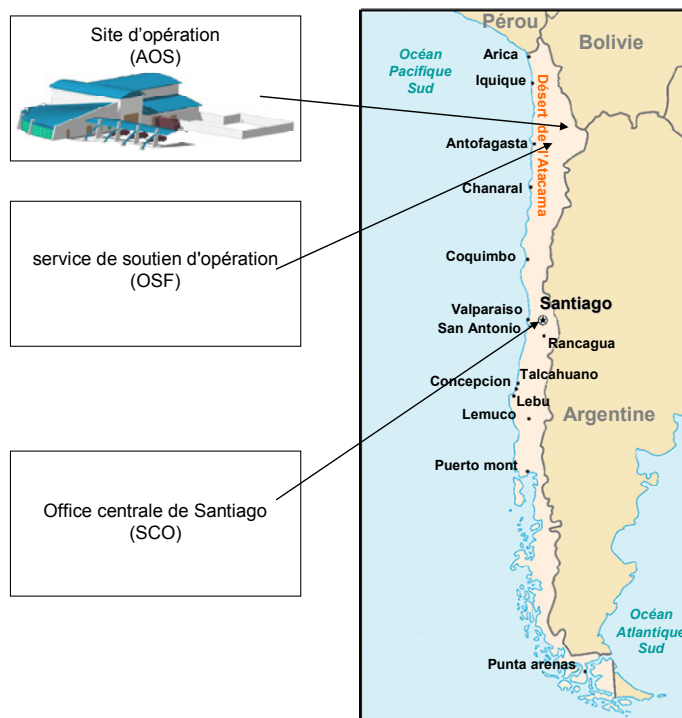 Site d'opération
(AOS)
service de soutien d'opération
(OSF)
Office centrale de Santiago
(SCO)
Pérou
Bolivie
Océan
Pacifique
Sud
Arica
Iquique
Désert de l'Atacama
Antofagasta
Chanaral
Coquimbo
Valparaiso
Santiago
San Antonio
Rancagua
Talcahuano
Concepcion
Lebu
Lemuco
Argentine
Puerto mont
Océan
Atlantique
Sud
Punta arenas